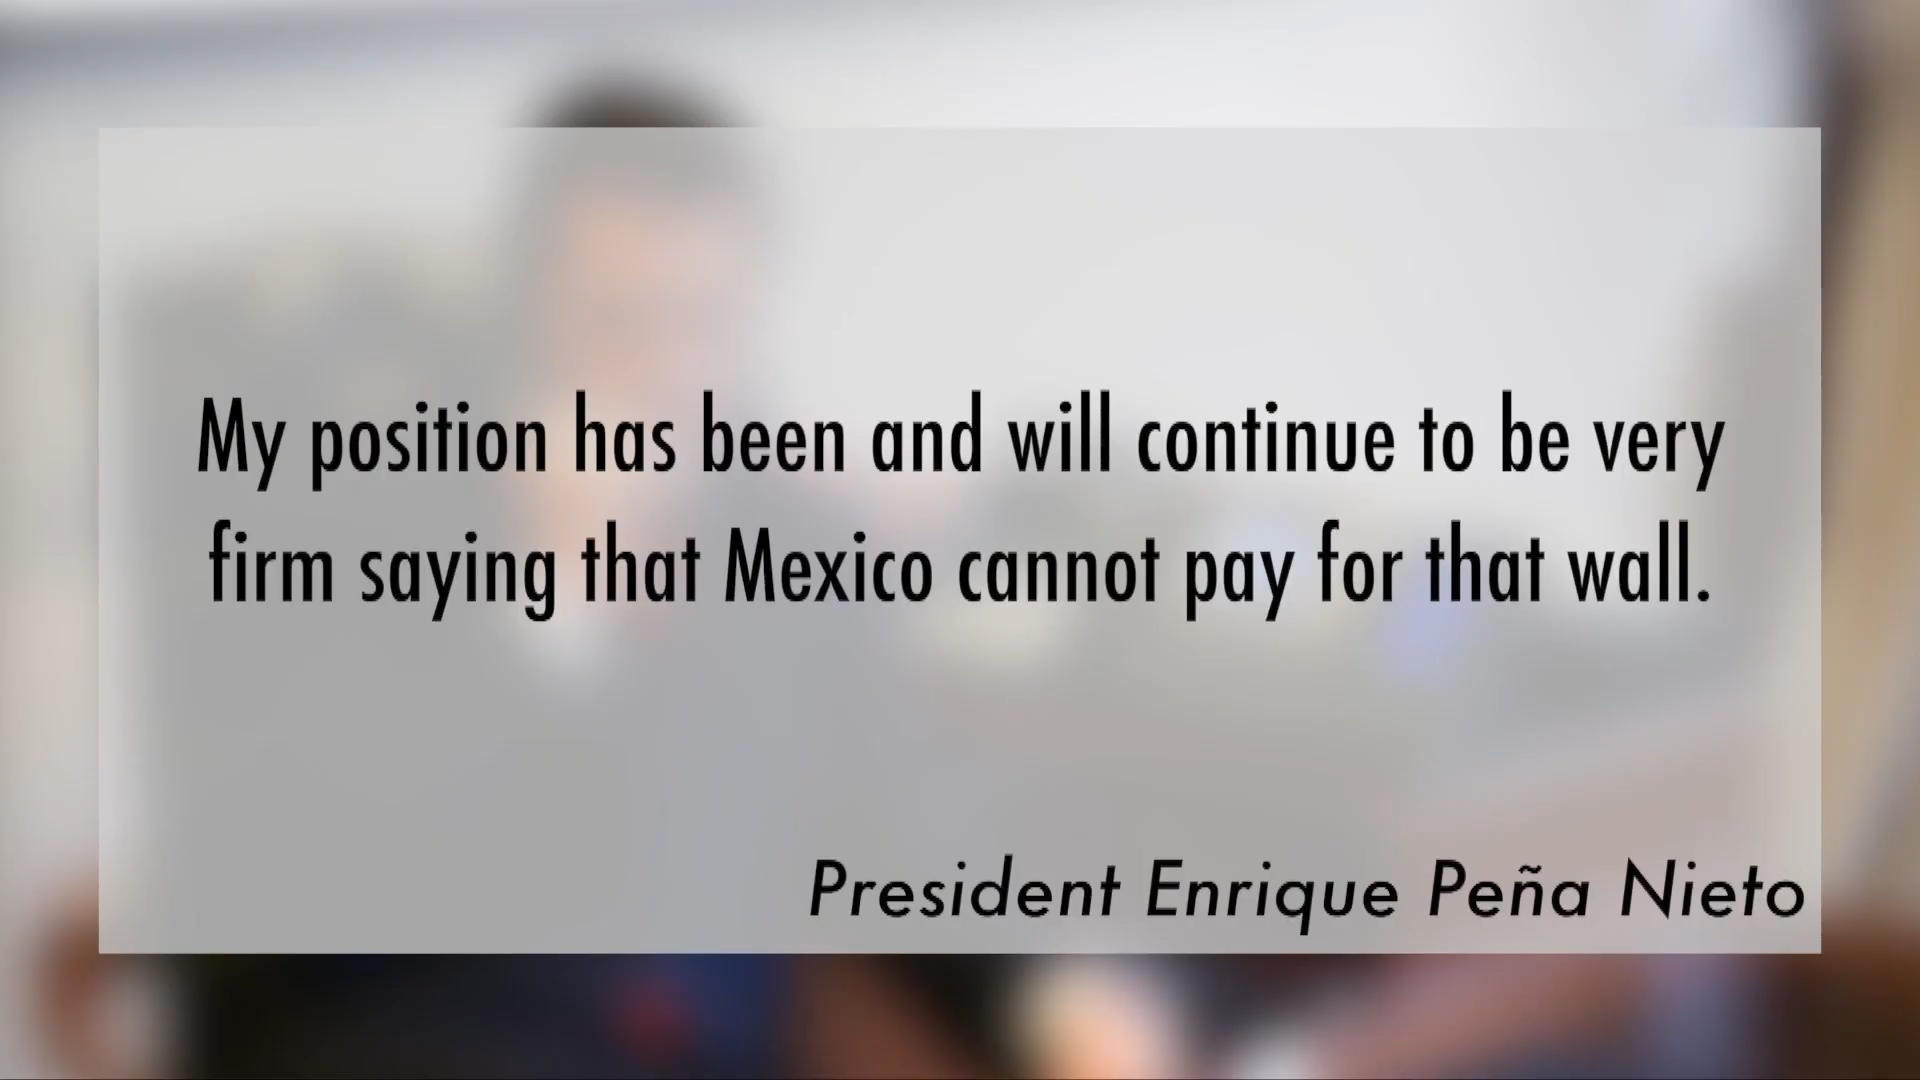 My position has been and will continue to be very
firm saying that Mexico cannot pay for that wall.
President Enrique Peña Nieto